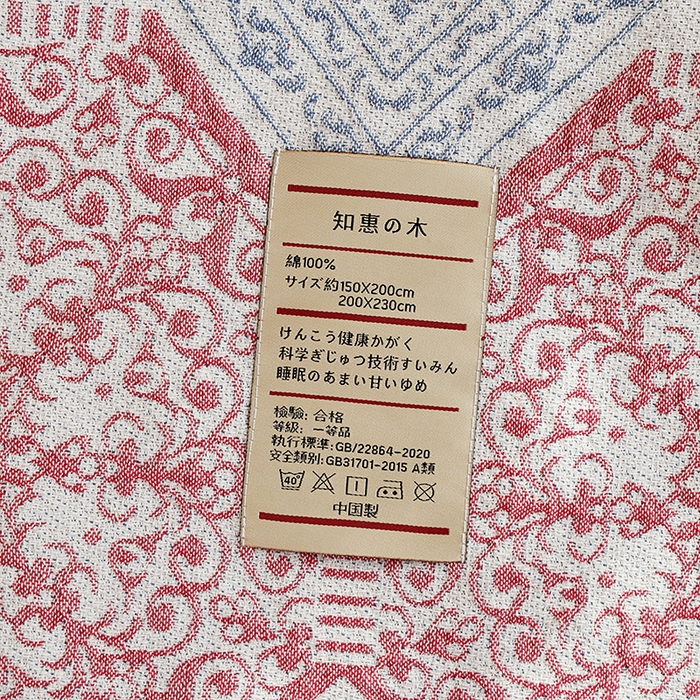 知惠の木
綿100%
サイズ約150X200cm
200X230cm
けんこう健康かがく
科学ぎじゅつ技術すいみん
睡眠のあまい甘いゆめ
檢驗: 合格
等級: 一等品
執行標準:GB/22864-2020
安全類別:GB31701-2015 A類
40°
中国製